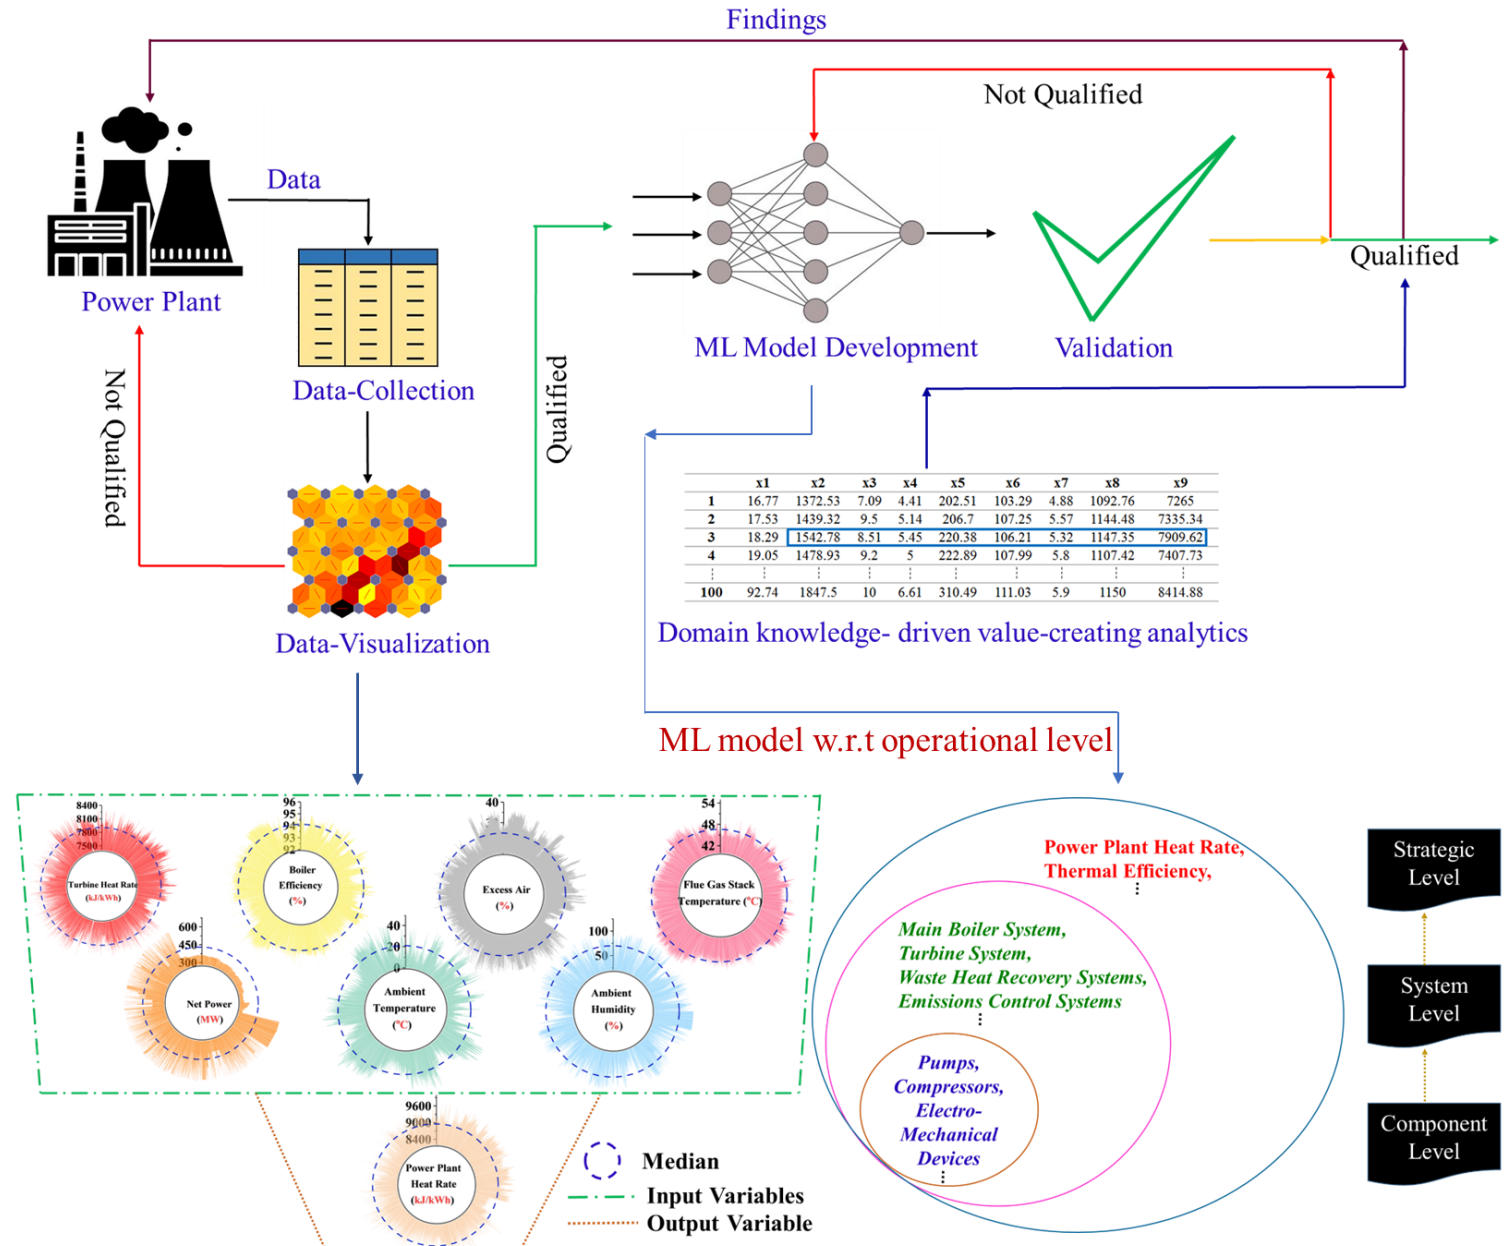 Findings
Not Qualified
Data
Qualified
Power Plant
ML Model Development
Validation
Data-Collection
Not Qualified
Qualified
x1 x2 x3 x4 x5 x6 x7 x8 x9
1 16.77 1372.53 7.09 4.41 202.51 103.29 4.88 1092.76 7265
2 17.53 1439.32 9.5 5.14 206.7 107.25 5.57 1144.48 7335.34
3 18.29 1542.78 8.51 5.45 220.38 106.21 5.32 1147.35 7909.62
4 19.05 1478.93 9.2 5 222.89 107.99 5.8 1107.42 7407.73
⋮ ⋮ ⋮ ⋮ ⋮ ⋮ ⋮ ⋮ ⋮ ⋮
100 92.74 1847.5 10 6.61 310.49 111.03 5.9 1150 8414.88
Domain knowledge- driven value-creating analytics
Data-Visualization
ML model w.r.t operational level
8400
8100
7800
7500
Turbine Heat Rate
(kJ/kWh)
96
95
94
93
92
Boiler
Efficiency
(%)
40
Excess Air
(%)
54
48
42
Flue Gas Stack
Temperature (°C)
600
450
300
Net Power
(MW)
40
20
0
Ambient
Temperature
(°C)
100
50
Ambient
Humidity
(%)
9600
9000
8400
Power Plant
Heat Rate
(kJ/kWh)
Median
Input Variables
Output Variable
Power Plant Heat Rate,
Thermal Efficiency,
⋮
Main Boiler System,
Turbine System,
Waste Heat Recovery Systems,
Emissions Control Systems
⋮
Pumps,
Compressors,
Electro-
Mechanical
Devices
⋮
Strategic
Level
System
Level
Component
Level